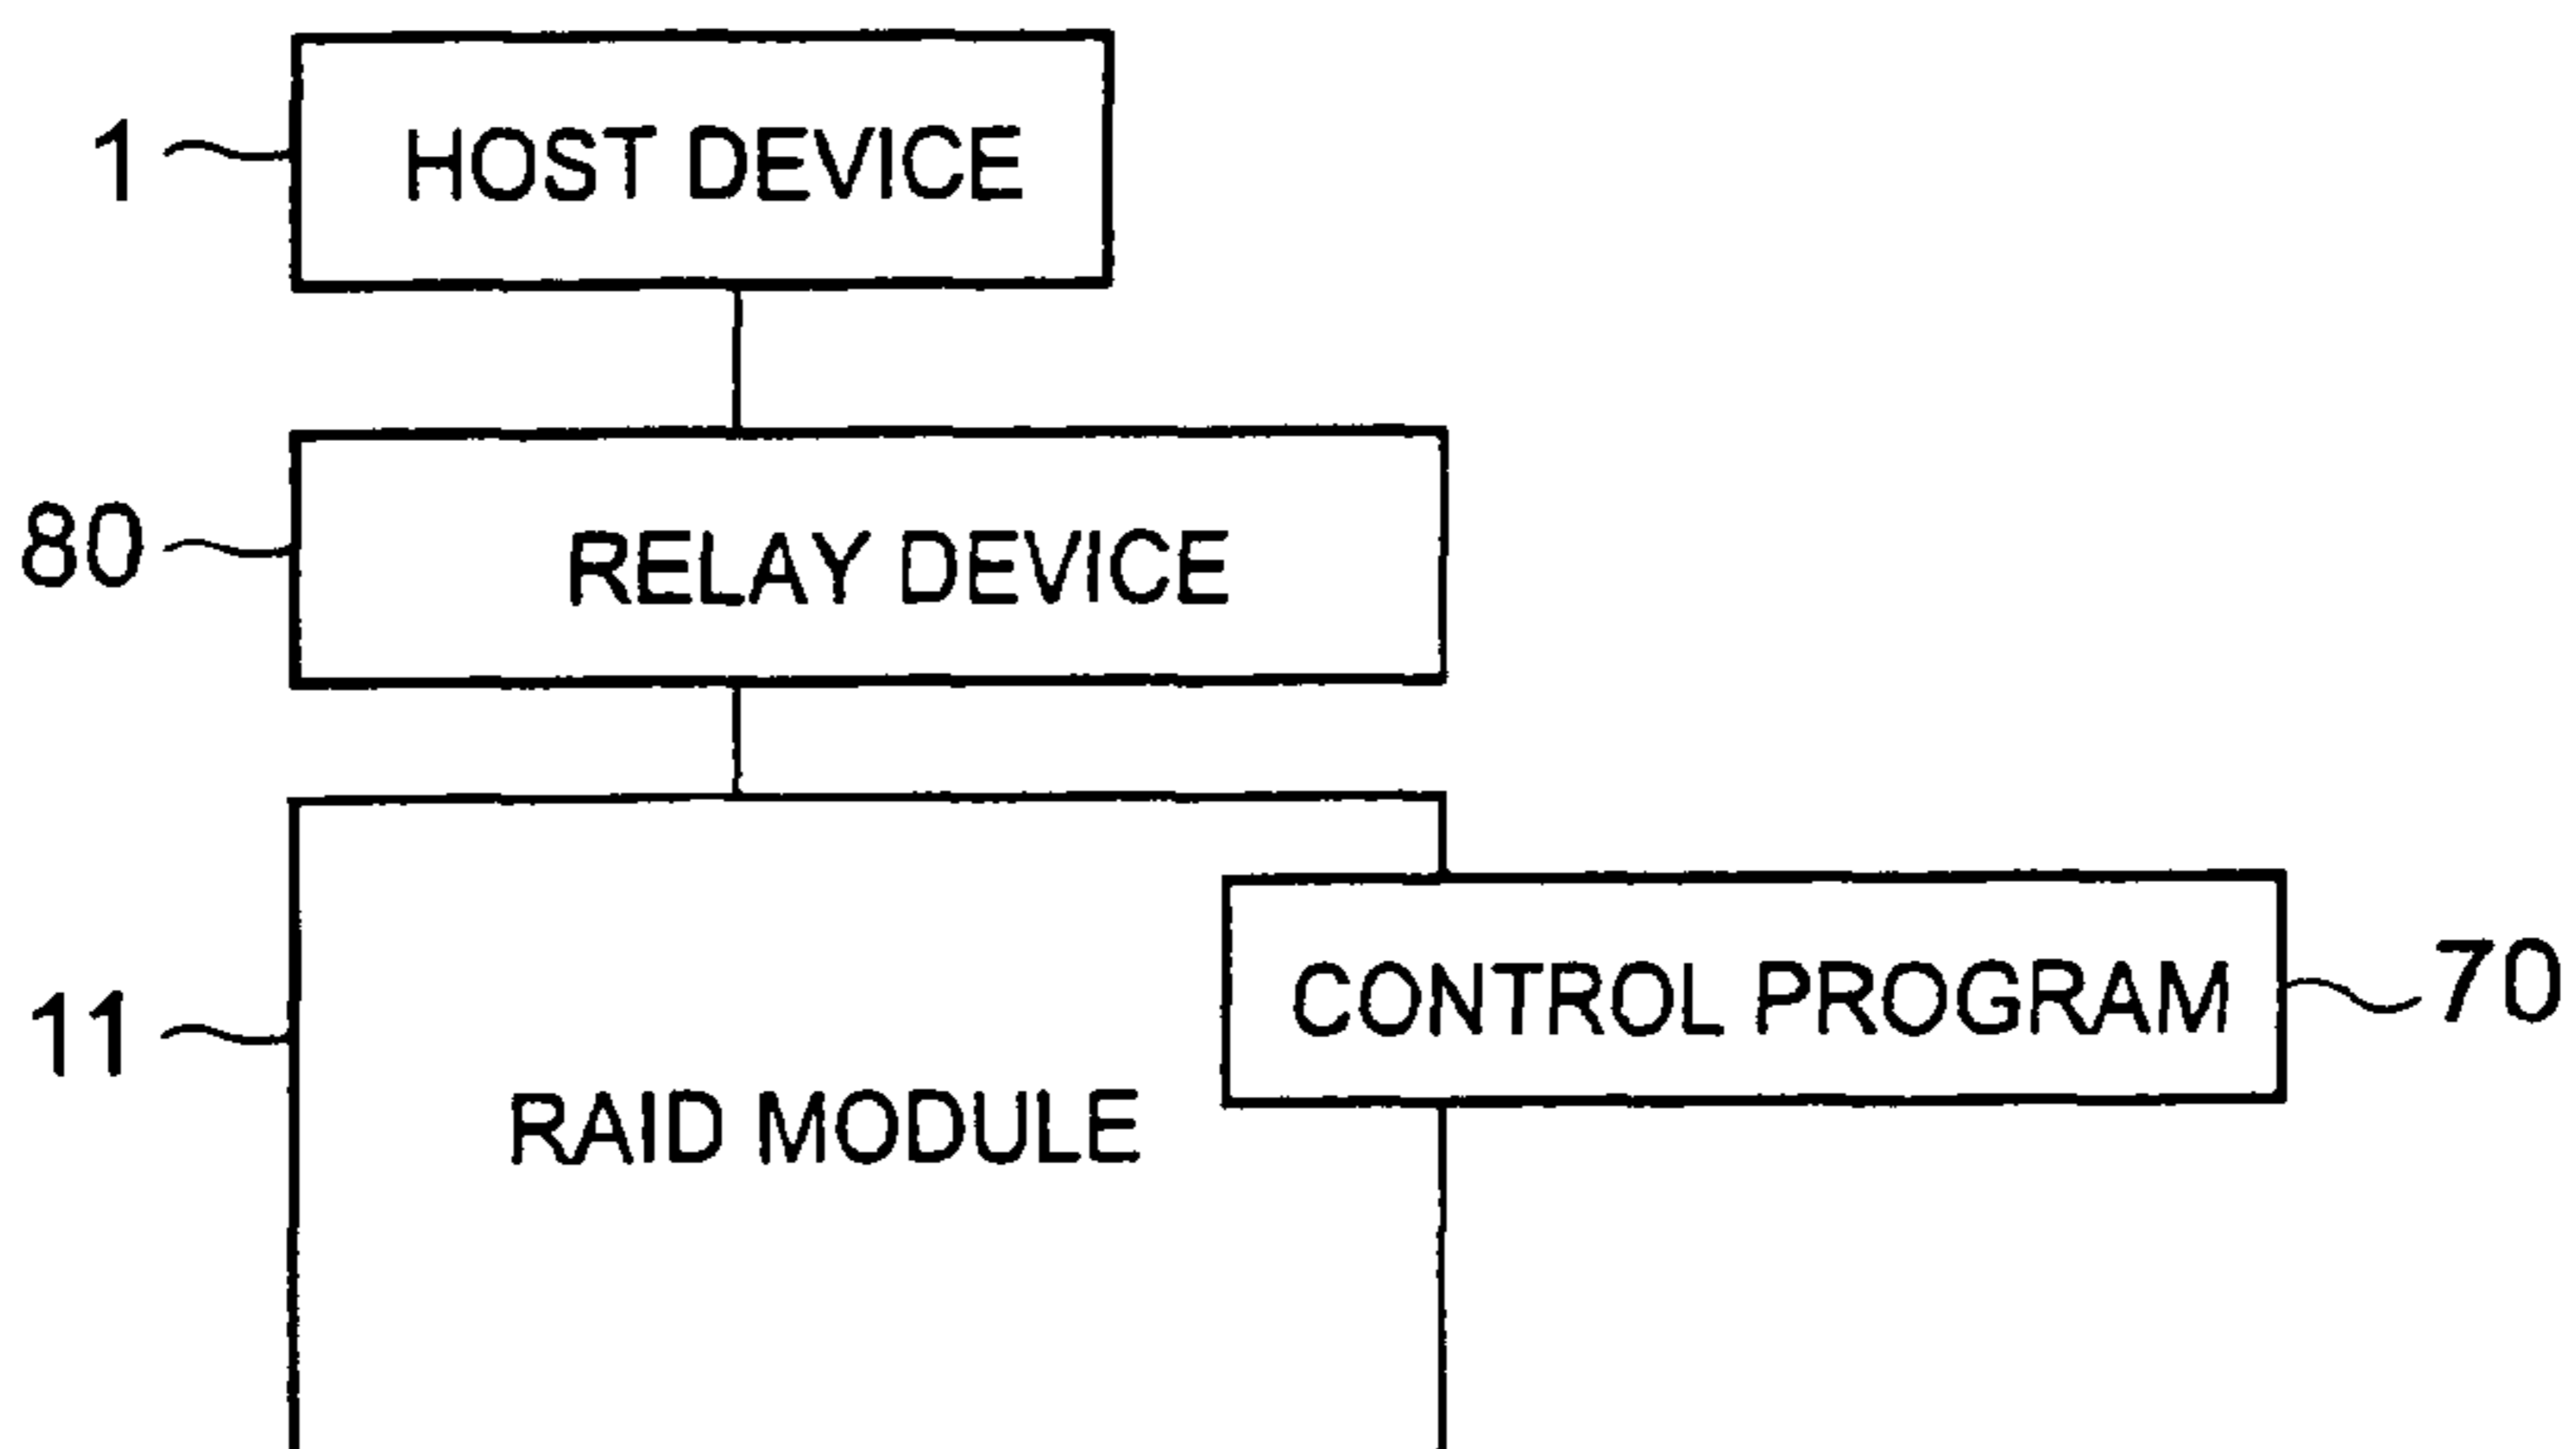 1 HOST DEVICE
80 RELAY DEVICE
CONTROL PROGRAM 70
11
RAID MODULE